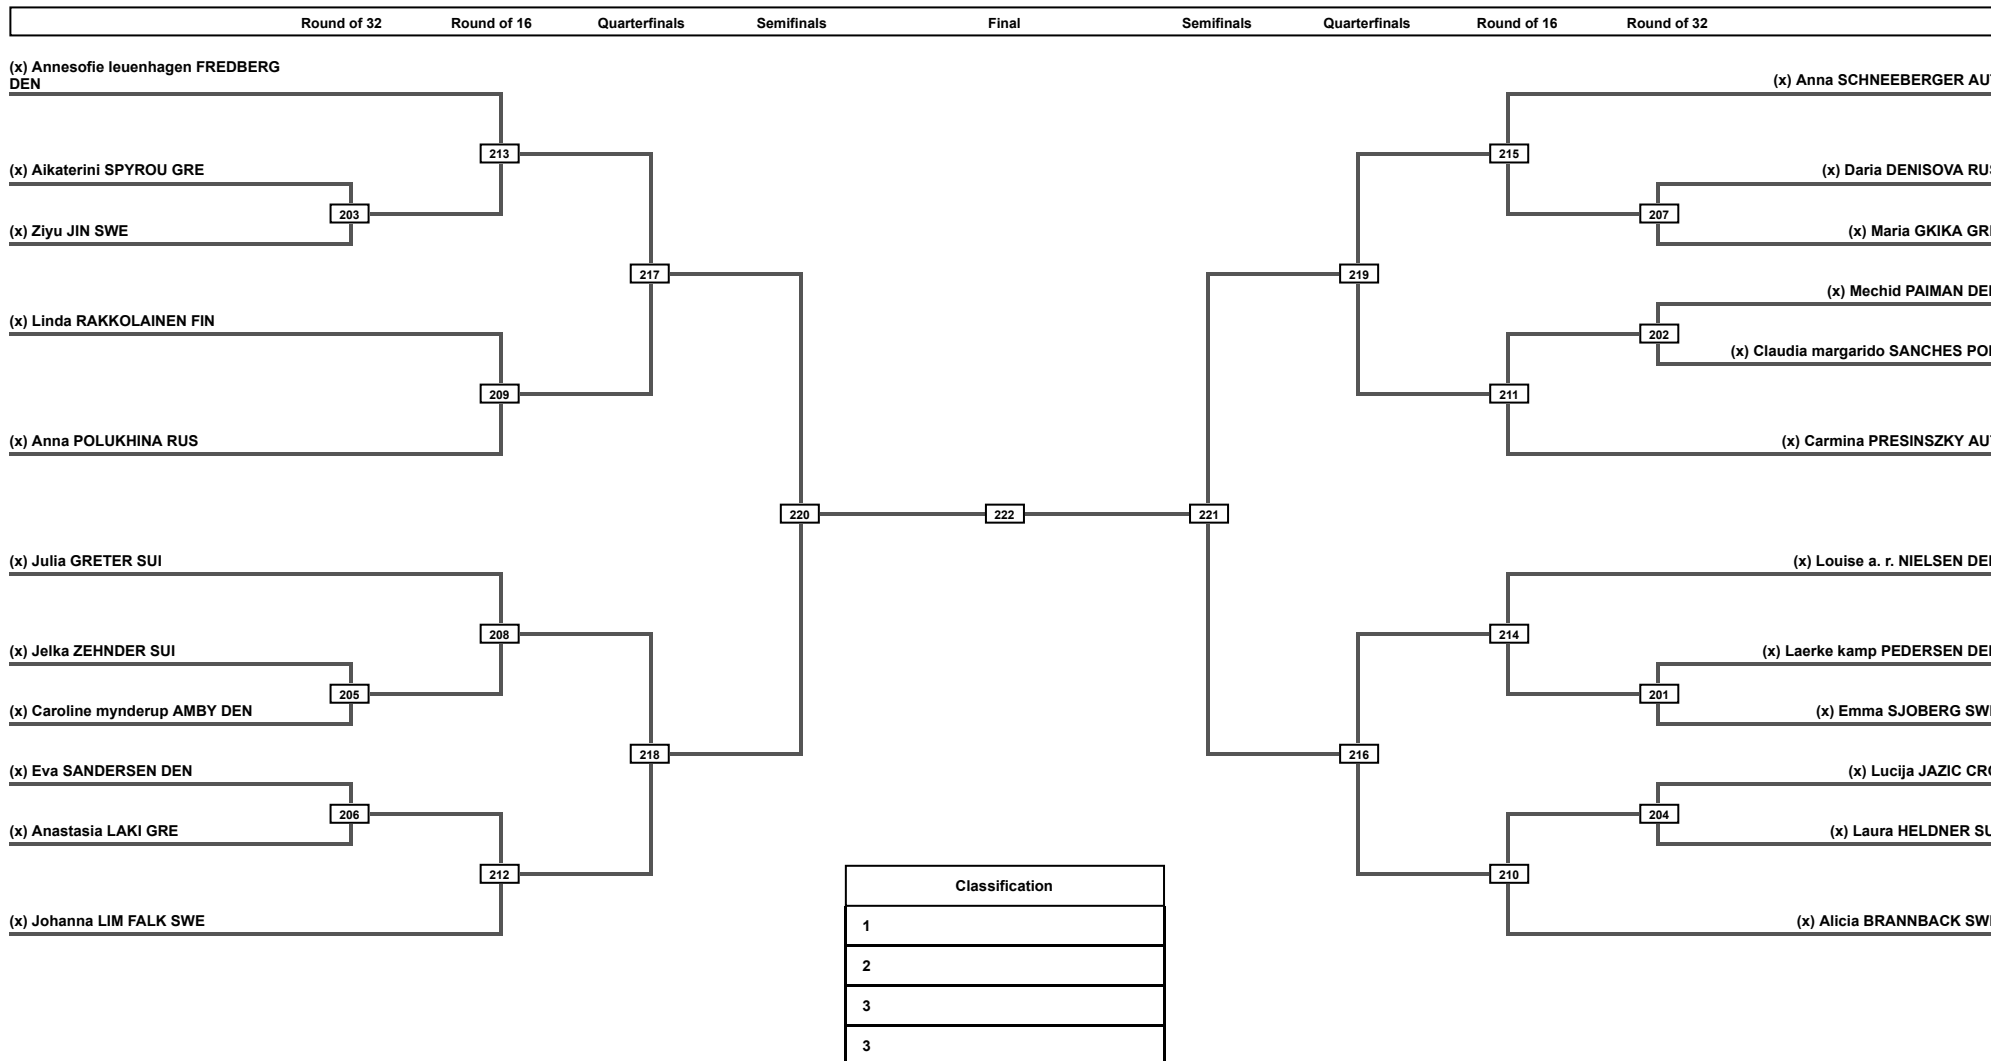 Round of 32 Round of 16 Quarterfinals Semifinals Final Semifinals Quarterfinals Round of 16 Round of 32
(x) Annesofie leuenhagen FREDBERG
DEN
(x) Aikaterini SPYROU GRE
(x) Ziyu JIN SWE
(x) Linda RAKKOLAINEN FIN
(x) Anna POLUKHINA RUS
(x) Julia GRETER SUI
(x) Jelka ZEHNDER SUI
(x) Caroline mynderup AMBY DEN
(x) Eva SANDERSEN DEN
(x) Anastasia LAKI GRE
(x) Johanna LIM FALK SWE
203
205
206
213
209
208
212
217
218
220
222
221
219
216
215
211
214
210
207
202
201
204
(x) Anna SCHNEEBERGER
(x) Daria DENISOVA
(x) Maria GKIKA
(x) Mechid PAIMAN
(x) Claudia margarido SANCHES
(x) Carmina PRESINSZKY
(x) Louise a. r. NIELSEN
(x) Laerke kamp PEDERSEN
(x) Emma SJOBERG
(x) Lucija JAZIC
(x) Laura HELDNER
(x) Alicia BRANNBACK
Classification
1
2
3
3